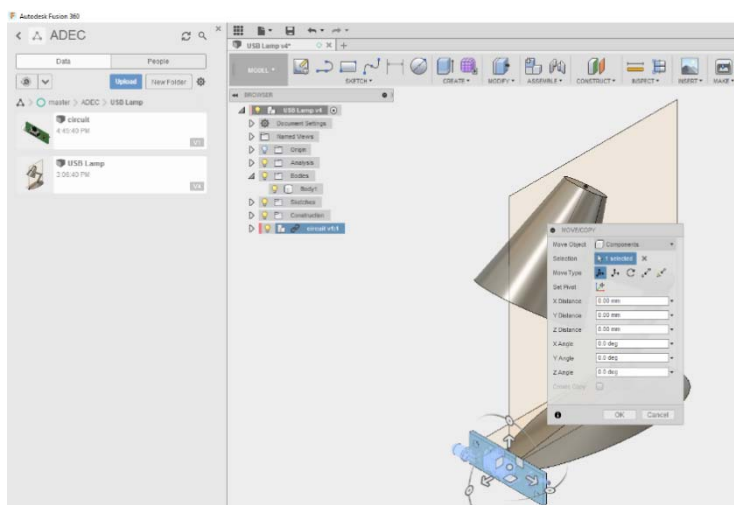 Autodesk Fusion 360
ADEC
Data People
Upload New Folder
master > ADEC > USB Lamp
circuit
4:45:40 PM
V1
USB Lamp
3:06:40 PM
V4
USB Lamp v4*
MODEL
SKETCH
CREATE
MODIFY
ASSEMBLE
CONSTRUCT
INSPECT
INSERT
MAKE
BROWSER
USB Lamp v4
Document Settings
Named Views
Origin
Analysis
Bodies
Body1
Sketches
Construction
circuit v1:1
MOVE/COPY
Move Object Components
Selection 1 selected
Move Type
Set Pivot
X Distance 0.00 mm
Y Distance 0.00 mm
Z Distance 0.00 mm
X Angle 0.0 deg
Y Angle 0.0 deg
Z Angle 0.0 deg
Create Copy
OK Cancel